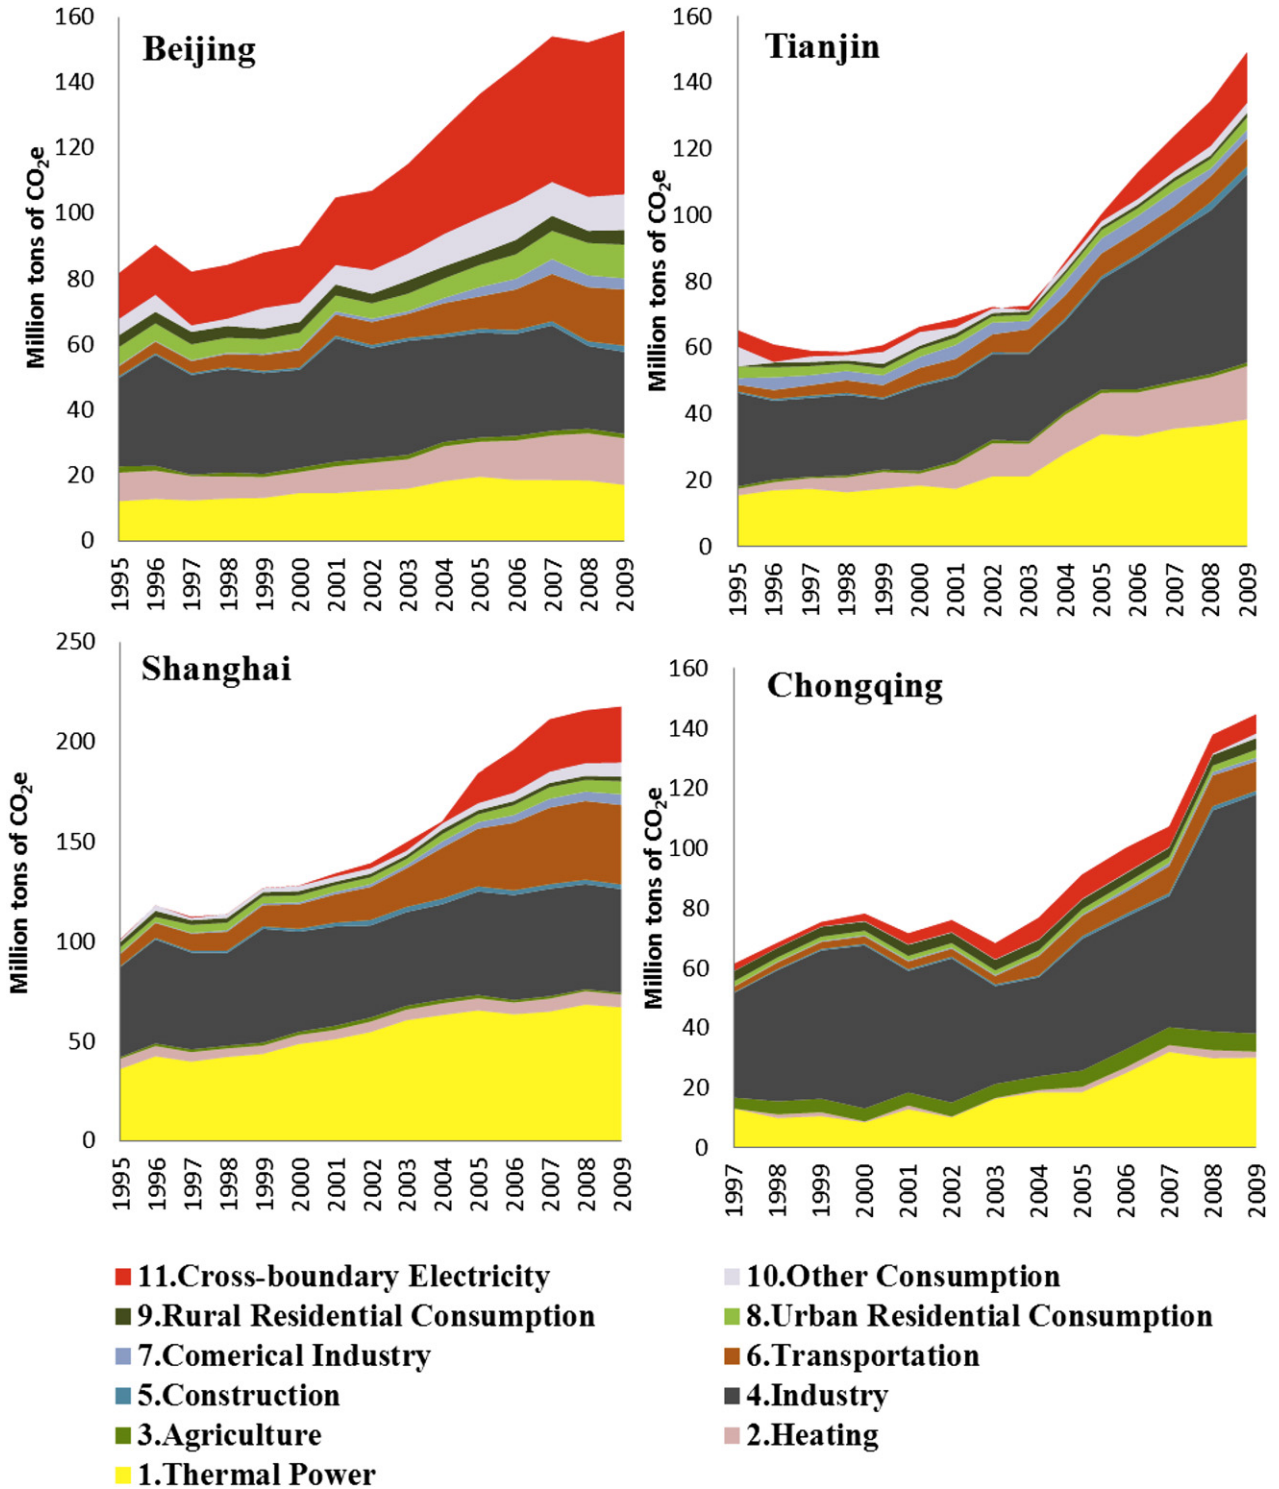 Beijing
Million tons of CO₂e
160
140
120
100
80
60
40
20
0
1995 1996 1997 1998 1999 2000 2001 2002 2003 2004 2005 2006 2007 2008 2009
Tianjin
Million tons of CO₂e
160
140
120
100
80
60
40
20
0
1995 1996 1997 1998 1999 2000 2001 2002 2003 2004 2005 2006 2007 2008 2009
Shanghai
Million tons of CO₂e
250
200
150
100
50
0
1995 1996 1997 1998 1999 2000 2001 2002 2003 2004 2005 2006 2007 2008 2009
Chongqing
Million tons of CO₂e
160
140
120
100
80
60
40
20
0
1997 1998 1999 2000 2001 2002 2003 2004 2005 2006 2007 2008 2009
11.Cross-boundary Electricity
10.Other Consumption
9.Rural Residential Consumption
8.Urban Residential Consumption
7.Comerical Industry
6.Transportation
5.Construction
4.Industry
3.Agriculture
2.Heating
1.Thermal Power